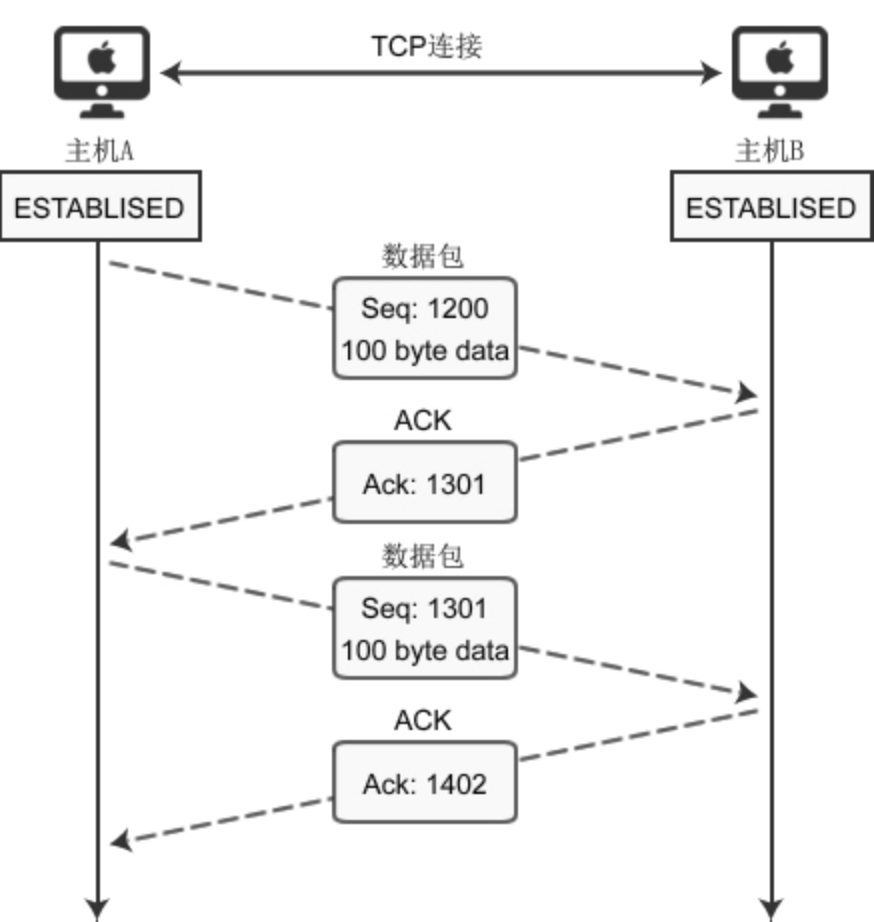 TCP连接
主机A
主机B
ESTABLISED
ESTABLISED
数据包
Seq: 1200
100 byte data
ACK
Ack: 1301
数据包
Seq: 1301
100 byte data
ACK
Ack: 1402